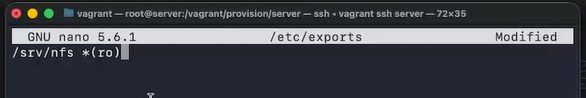 vagrant — root@server:/vagrant/provision/server — ssh • vagrant ssh server — 72×35
GNU nano 5.6.1 /etc/exports Modified
/srv/nfs *(ro)